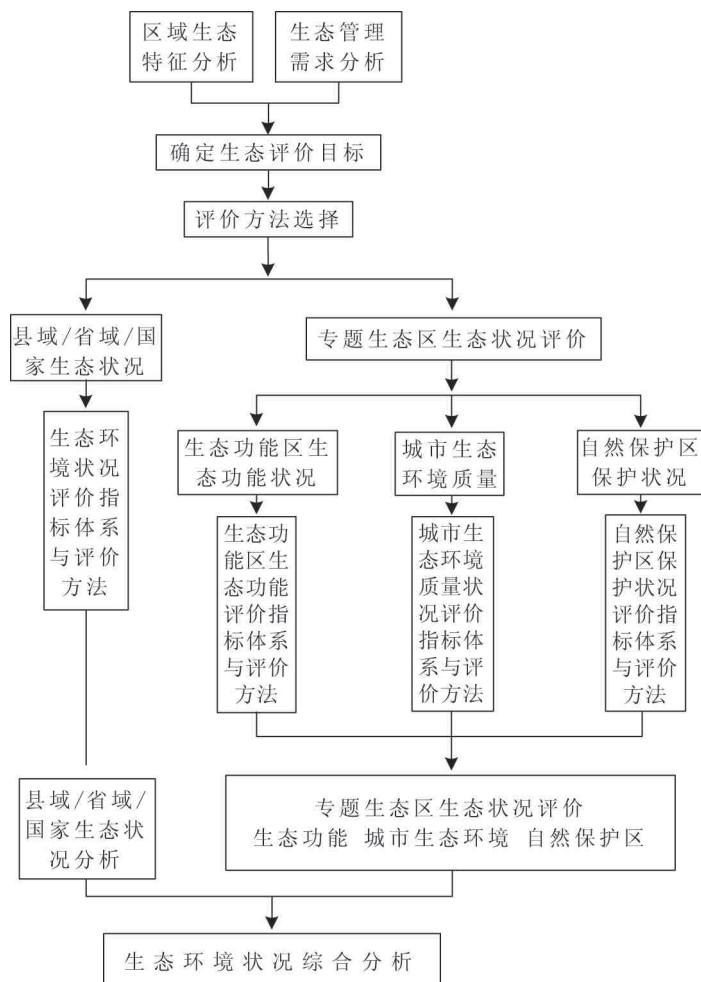 区域生态
特征分析
生态管理
需求分析
确定生态评价目标
评价方法选择
县域/省域/国
家生态状况
专题生态区生态状况评价
生态环
境状况
评价指
标体系
与评价
方法
生态功能区生
态功能状况
城市生态
环境质量
自然保护区
保护状况
生态功
能区生
态功能
评价指
标体系
与评价
方法
城市生
态环境
质量状
况评价
指标体
系与评
价方法
自然保
护区保
护状况
评价指
标体系
与评价
方法
县域/省域/
国家生态状
况分析
专题生态区生态状况评价
生态功能 城市生态环境 自然保护区
生态环境状况综合分析